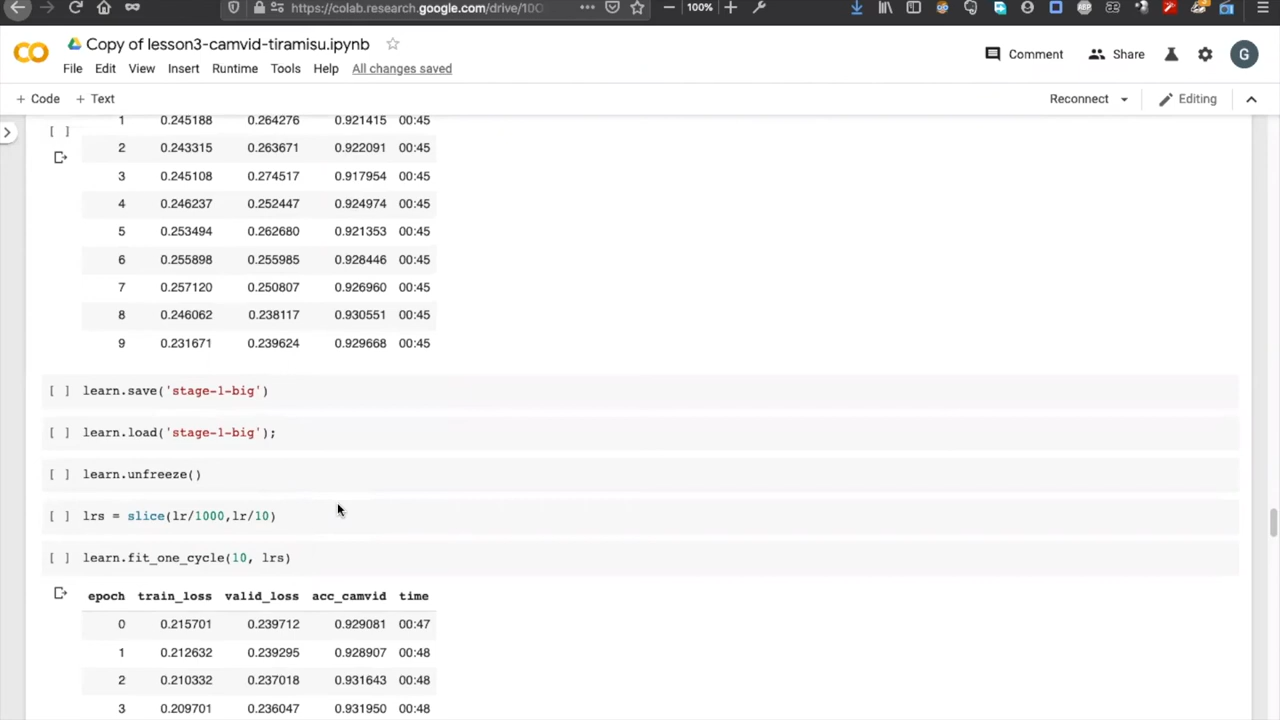 https://colab.research.google.com/drive/100
100%
Copy of lesson3-camvid-tiramisu.ipynb
Comment Share G
File Edit View Insert Runtime Tools Help All changes saved
+ Code + Text Reconnect Editing
[ ] 1 0.245188 0.264276 0.921415 00:45
2 0.243315 0.263671 0.922091 00:45
3 0.245108 0.274517 0.917954 00:45
4 0.246237 0.252447 0.924974 00:45
5 0.253494 0.262680 0.921353 00:45
6 0.255898 0.255985 0.928446 00:45
7 0.257120 0.250807 0.926960 00:45
8 0.246062 0.238117 0.930551 00:45
9 0.231671 0.239624 0.929668 00:45
[ ] learn.save('stage-1-big')
[ ] learn.load('stage-1-big');
[ ] learn.unfreeze()
[ ] lrs = slice(lr/1000,lr/10)
[ ] learn.fit_one_cycle(10, lrs)
epoch train_loss valid_loss acc_camvid time
0 0.215701 0.239712 0.929081 00:47
1 0.212632 0.239295 0.928907 00:48
2 0.210332 0.237018 0.931643 00:48
3 0.209701 0.236047 0.931950 00:48